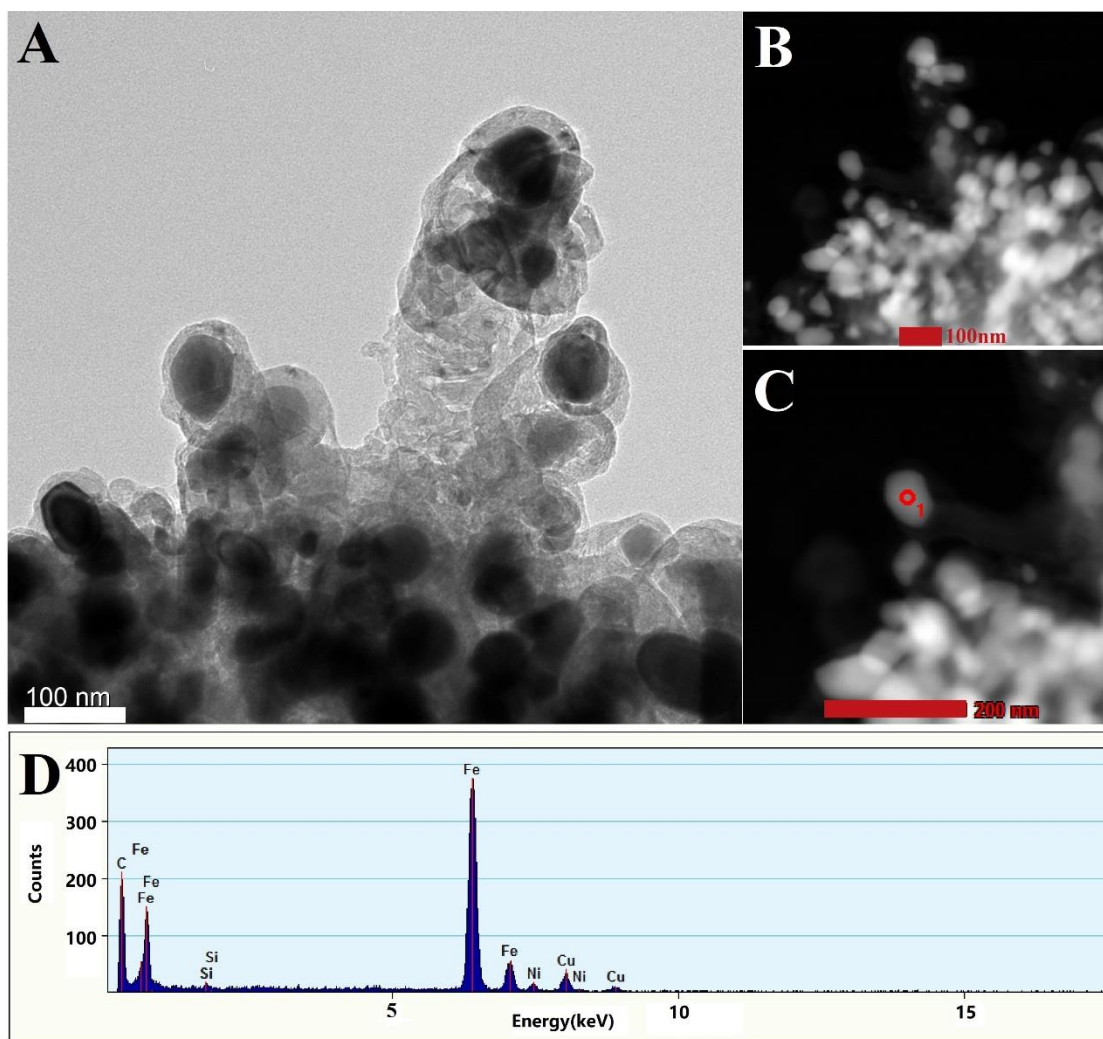 A
100 nm
B
100nm
C
1
200 nm
D
400
300
200
100
Counts
C
Fe
Fe
Fe
Si
Si
Fe
Fe
Ni
Cu
Ni
Cu
5
10
15
Energy(keV)